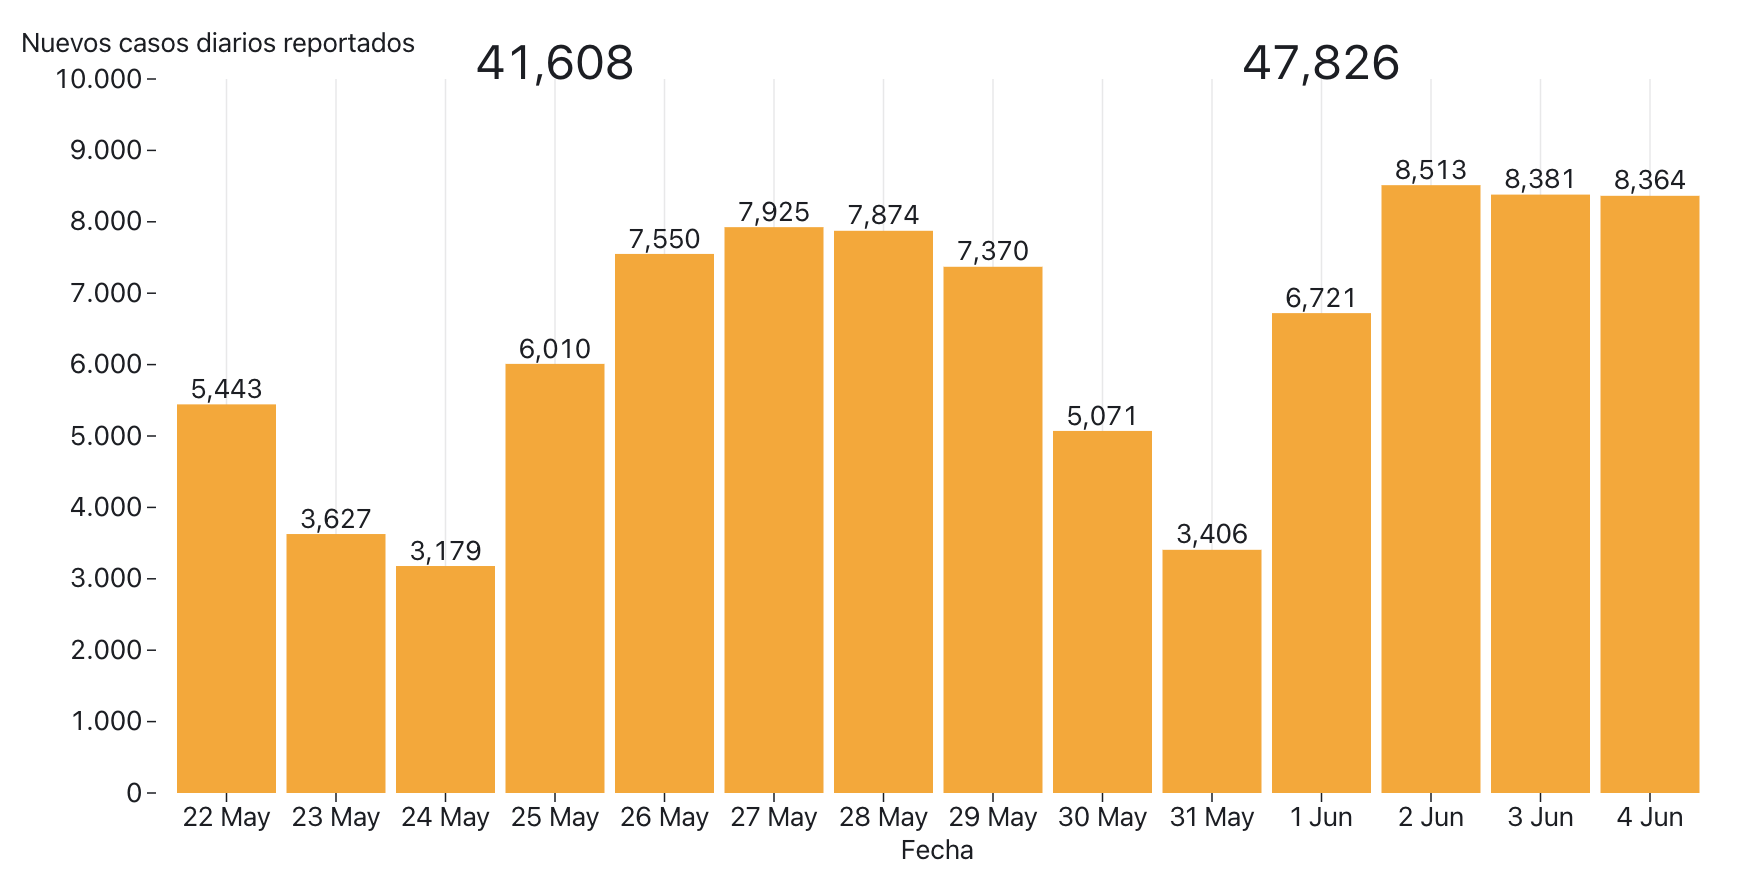 Nuevos casos diarios reportados
41,608
47,826
10.000
9.000
8.000
7.000
6.000
5.000
4.000
3.000
2.000
1.000
0
5,443
3,627
3,179
6,010
7,550
7,925
7,874
7,370
5,071
3,406
6,721
8,513
8,381
8,364
22 May
23 May
24 May
25 May
26 May
27 May
28 May
29 May
30 May
31 May
1 Jun
2 Jun
3 Jun
4 Jun
Fecha